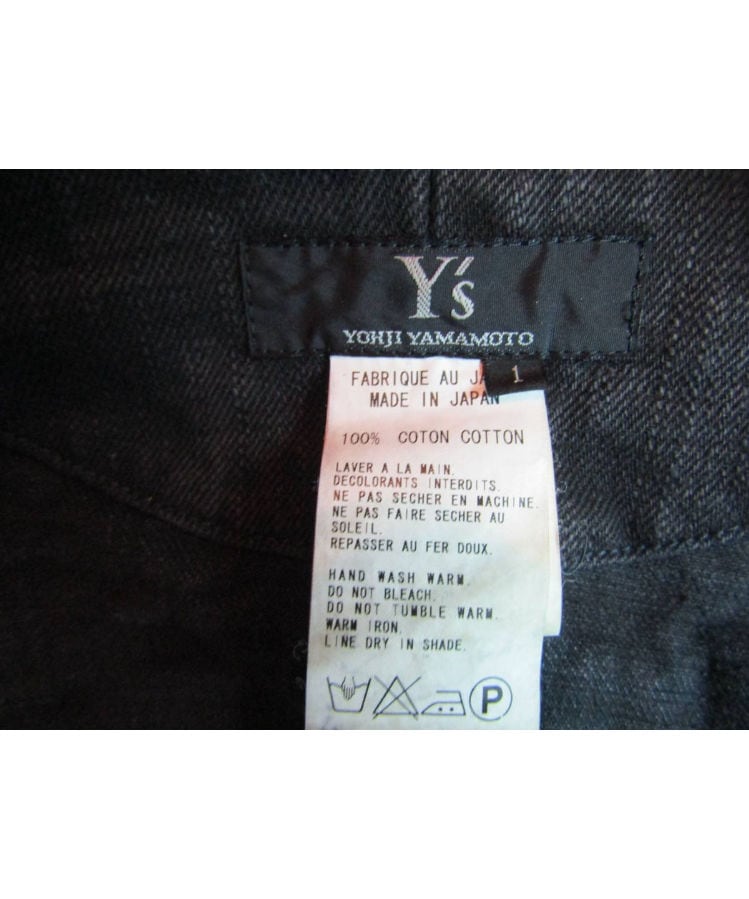 Y's
YOHJI YAMAMOTO
1
FABRIQUE AU
MADE IN JAPAN
100% COTON COTTON
LAVER A LA MAIN.
DECOLORANTS INTERDITS.
NE PAS SECHER EN MACHINE.
NE PAS FAIRE SECHER AU
SOLEIL.
REPASSER AU FER DOUX.
HAND WASH WARM.
DO NOT BLEACH.
DO NOT TUMBLE WARM.
WARM IRON.
LINE DRY IN SHADE.
P